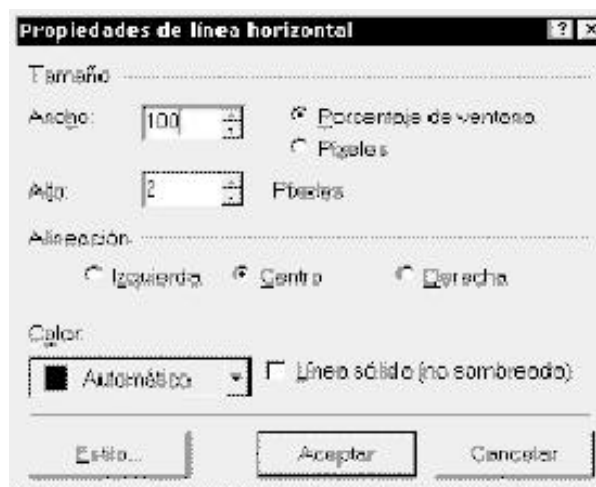 Propiedades de línea horizontal ? ×
Tamaño
Ancho: 100 Porcentaje de ventana
Píxeles
Alto: 2 Píxeles
Alineación
Izquierda Centro Derecha
Color:
Automático Línea sólida (no sombreado)
Estilo... Aceptar Cancelar